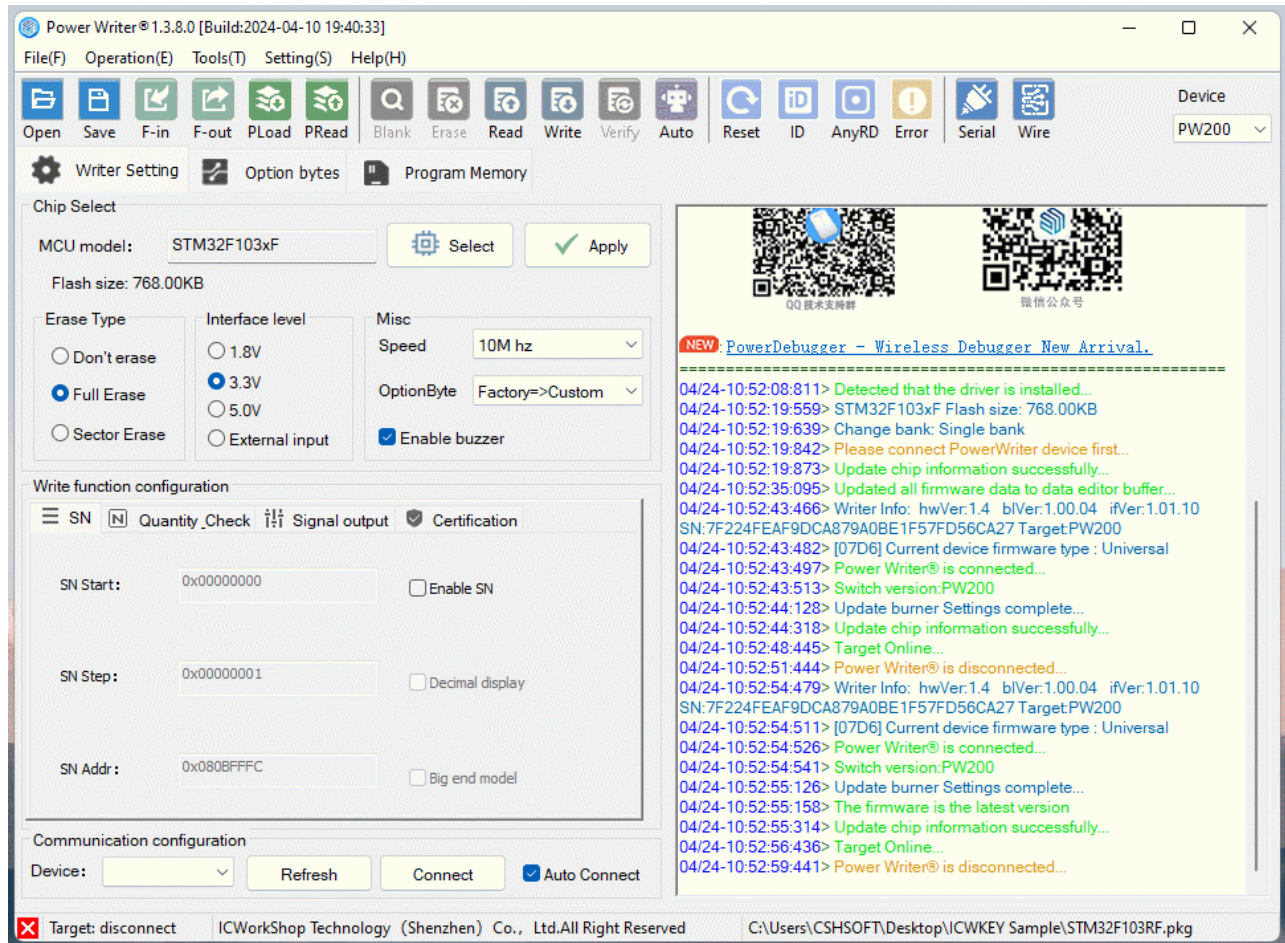 Power Writer® 1.3.8.0 [Build:2024-04-10 19:40:33]
File(F) Operation(E) Tools(T) Setting(S) Help(H)
Open Save F-in F-out PLoad PRead Blank Erase Read Write Verify Auto Reset ID AnyRD Error Serial Wire
Device
PW200
Writer Setting Option bytes Program Memory
Chip Select
MCU model: STM32F103xF Select Apply
Flash size: 768.00KB
Erase Type
Don't erase
Full Erase
Sector Erase
Interface level
1.8V
3.3V
5.0V
External input
Misc
Speed 10M hz
OptionByte Factory=>Custom
Enable buzzer
Write function configuration
SN Quantity_Check Signal output Certification
SN Start: 0x00000000 Enable SN
SN Step: 0x00000001 Decimal display
SN Addr: 0x080BFFFC Big end model
Communication configuration
Device: Refresh Connect Auto Connect
QQ 技术支持群 微信公众号
NEW: PowerDebugger - Wireless Debugger New Arrival.
==========================================================
04/24-10:52:08:811> Detected that the driver is installed...
04/24-10:52:19:559> STM32F103xF Flash size: 768.00KB
04/24-10:52:19:639> Change bank: Single bank
04/24-10:52:19:842> Please connect PowerWriter device first...
04/24-10:52:19:873> Update chip information successfully...
04/24-10:52:35:095> Updated all firmware data to data editor buffer...
04/24-10:52:43:466> Writer Info: hwVer:1.4 blVer:1.00.04 ifVer:1.01.10
SN:7F224FEAF9DCA879A0BE1F57FD56CA27 Target:PW200
04/24-10:52:43:482> [07D6] Current device firmware type : Universal
04/24-10:52:43:497> Power Writer® is connected...
04/24-10:52:43:513> Switch version:PW200
04/24-10:52:44:128> Update burner Settings complete...
04/24-10:52:44:318> Update chip information successfully...
04/24-10:52:48:445> Target Online...
04/24-10:52:51:444> Power Writer® is disconnected...
04/24-10:52:54:479> Writer Info: hwVer:1.4 blVer:1.00.04 ifVer:1.01.10
SN:7F224FEAF9DCA879A0BE1F57FD56CA27 Target:PW200
04/24-10:52:54:511> [07D6] Current device firmware type : Universal
04/24-10:52:54:526> Power Writer® is connected...
04/24-10:52:54:541> Switch version:PW200
04/24-10:52:55:126> Update burner Settings complete...
04/24-10:52:55:158> The firmware is the latest version
04/24-10:52:55:314> Update chip information successfully...
04/24-10:52:56:436> Target Online...
04/24-10:52:59:441> Power Writer® is disconnected...
Target: disconnect ICWorkShop Technology (Shenzhen) Co., Ltd.All Right Reserved C:\Users\CSHSOFT\Desktop\ICWKEY Sample\STM32F103RF.pkg